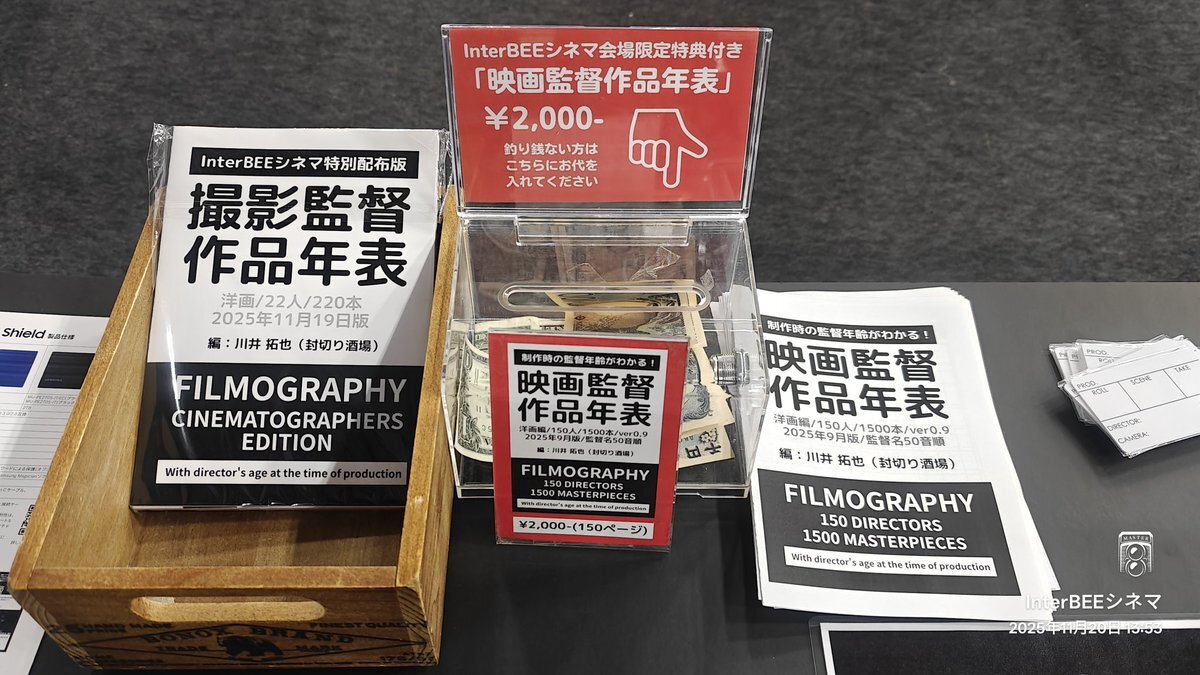 InterBEEシネマ会場限定特典付き
「映画監督作品年表」
￥2,000-
釣り銭ない方は
こちらにお代を
入れてください
InterBEEシネマ特別配布版
撮影監督
作品年表
洋画/22人/220本
2025年11月19日版
編：川井 拓也（封切り酒場）
FILMOGRAPHY
CINEMATOGRAPHERS
EDITION
With director's age at the time of production
制作時の監督年齢がわかる！
映画監督
作品年表
洋画編/150人/1500本/ver0.9
2025年9月版/監督名50音順
編：川井 拓也（封切り酒場）
FILMOGRAPHY
150 DIRECTORS
1500 MASTERPIECES
With director's age at the time of production
¥2,000-(150ページ)
制作時の監督年齢がわかる！
映画監督
作品年表
洋画編/150人/1500本/ver0.9
2025年9月版/監督名50音順
編：川井 拓也（封切り酒場）
FILMOGRAPHY
150 DIRECTORS
1500 MASTERPIECES
With director's age at the time of production
Shield 製品仕様
PROD.
ROLL
SCENE
TAKE
DIRECTOR:
CAMERA:
BRAND
TRADE MARK
MASTER
InterBEEシネマ
2025年11月20日 13:53